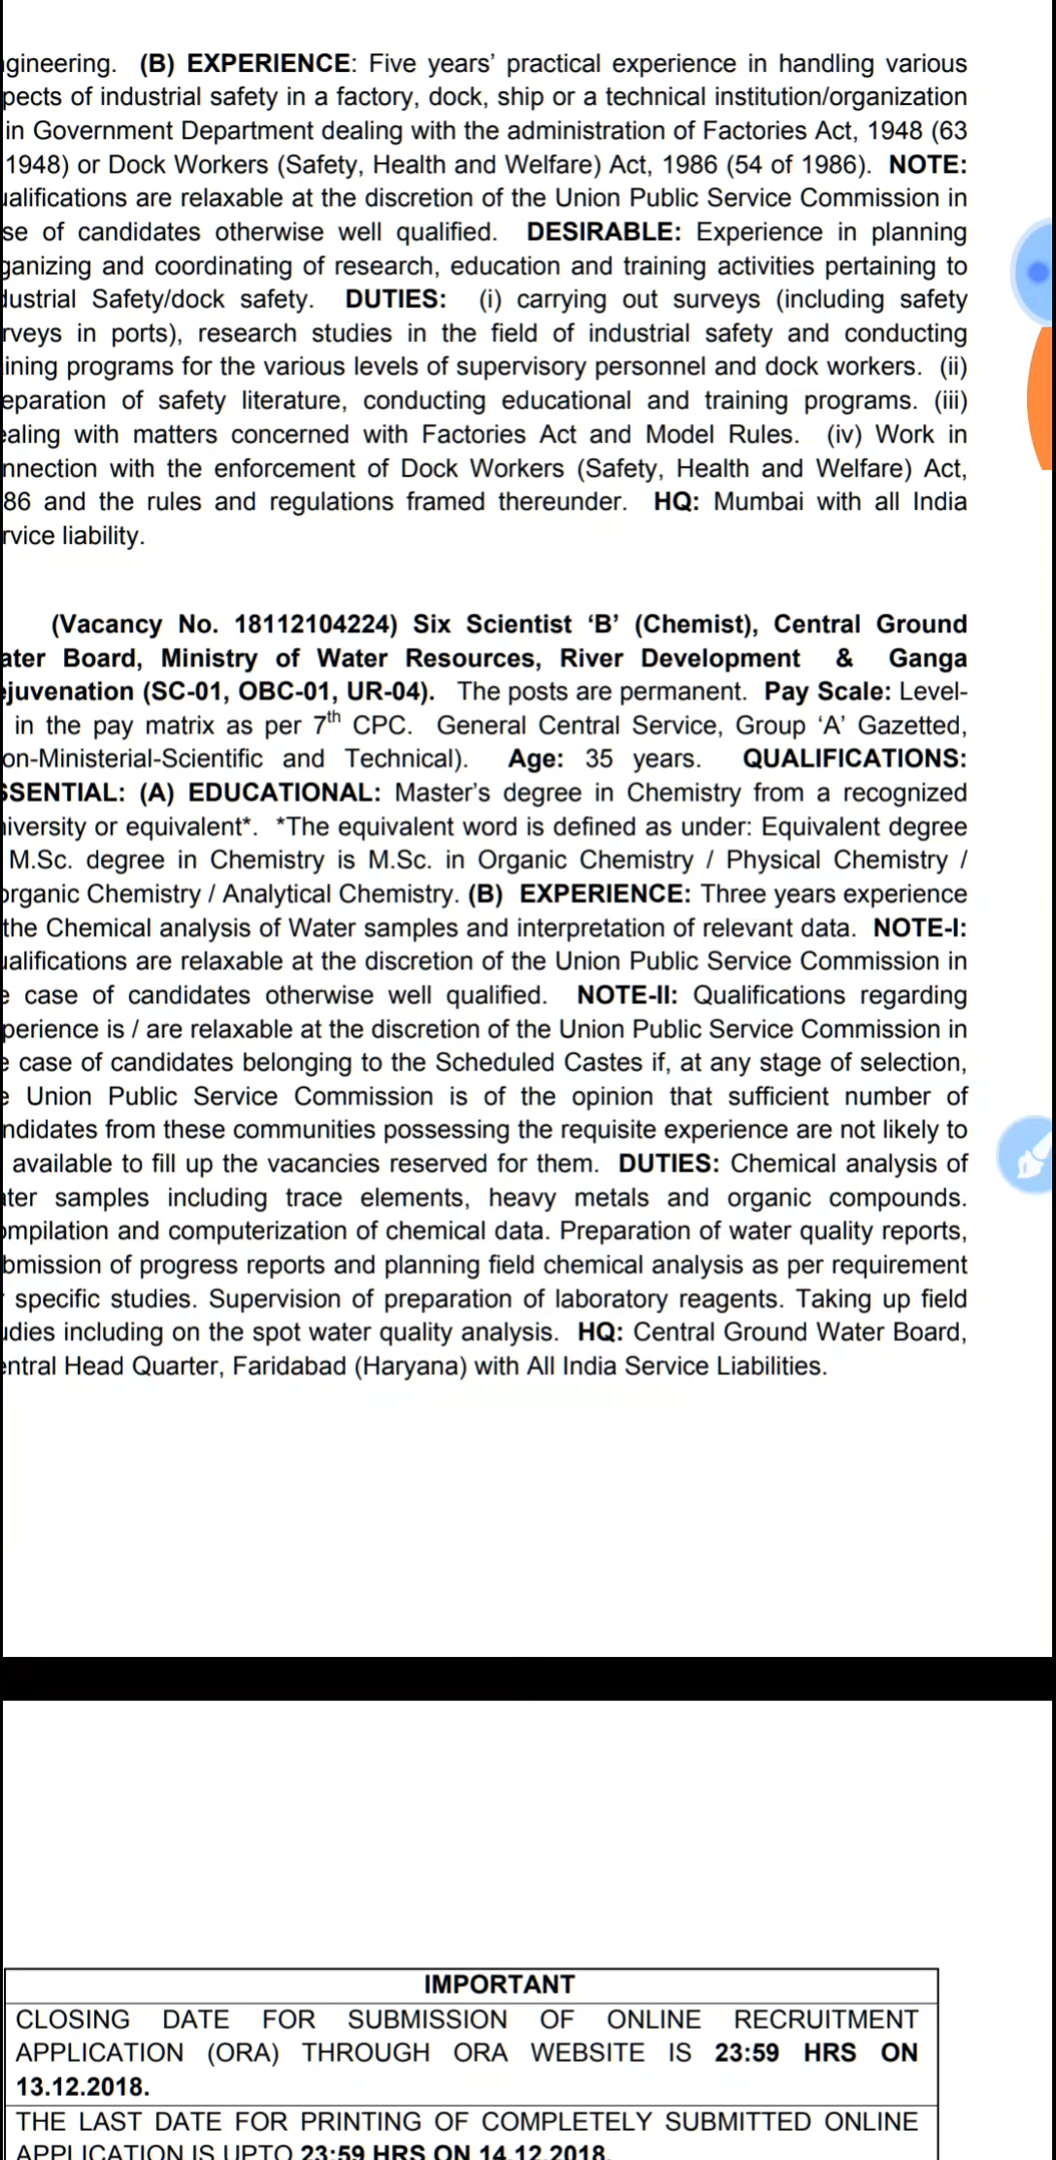 gineering. (B) EXPERIENCE: Five years’ practical experience in handling various
pects of industrial safety in a factory, dock, ship or a technical institution/organization
in Government Department dealing with the administration of Factories Act, 1948 (63
1948) or Dock Workers (Safety, Health and Welfare) Act, 1986 (54 of 1986). NOTE:
ualifications are relaxable at the discretion of the Union Public Service Commission in
se of candidates otherwise well qualified. DESIRABLE: Experience in planning
ganizing and coordinating of research, education and training activities pertaining to
dustrial Safety/dock safety. DUTIES: (i) carrying out surveys (including safety
rveys in ports), research studies in the field of industrial safety and conducting
ining programs for the various levels of supervisory personnel and dock workers. (ii)
eparation of safety literature, conducting educational and training programs. (iii)
ealing with matters concerned with Factories Act and Model Rules. (iv) Work in
nnection with the enforcement of Dock Workers (Safety, Health and Welfare) Act,
86 and the rules and regulations framed thereunder. HQ: Mumbai with all India
rvice liability.
(Vacancy No. 18112104224) Six Scientist ‘B’ (Chemist), Central Ground
ater Board, Ministry of Water Resources, River Development & Ganga
ejuvenation (SC-01, OBC-01, UR-04). The posts are permanent. Pay Scale: Level-
in the pay matrix as per 7th CPC. General Central Service, Group ‘A’ Gazetted,
on-Ministerial-Scientific and Technical). Age: 35 years. QUALIFICATIONS:
SSENTIAL: (A) EDUCATIONAL: Master’s degree in Chemistry from a recognized
iversity or equivalent*. *The equivalent word is defined as under: Equivalent degree
M.Sc. degree in Chemistry is M.Sc. in Organic Chemistry / Physical Chemistry /
organic Chemistry / Analytical Chemistry. (B) EXPERIENCE: Three years experience
the Chemical analysis of Water samples and interpretation of relevant data. NOTE-I:
ualifications are relaxable at the discretion of the Union Public Service Commission in
e case of candidates otherwise well qualified. NOTE-II: Qualifications regarding
perience is / are relaxable at the discretion of the Union Public Service Commission in
e case of candidates belonging to the Scheduled Castes if, at any stage of selection,
e Union Public Service Commission is of the opinion that sufficient number of
ndidates from these communities possessing the requisite experience are not likely to
available to fill up the vacancies reserved for them. DUTIES: Chemical analysis of
ater samples including trace elements, heavy metals and organic compounds.
ompilation and computerization of chemical data. Preparation of water quality reports,
bmission of progress reports and planning field chemical analysis as per requirement
specific studies. Supervision of preparation of laboratory reagents. Taking up field
udies including on the spot water quality analysis. HQ: Central Ground Water Board,
entral Head Quarter, Faridabad (Haryana) with All India Service Liabilities.
IMPORTANT
CLOSING DATE FOR SUBMISSION OF ONLINE RECRUITMENT
APPLICATION (ORA) THROUGH ORA WEBSITE IS 23:59 HRS ON
13.12.2018.
THE LAST DATE FOR PRINTING OF COMPLETELY SUBMITTED ONLINE
APPLICATION IS UPTO 23:59 HRS ON 14.12.2018.